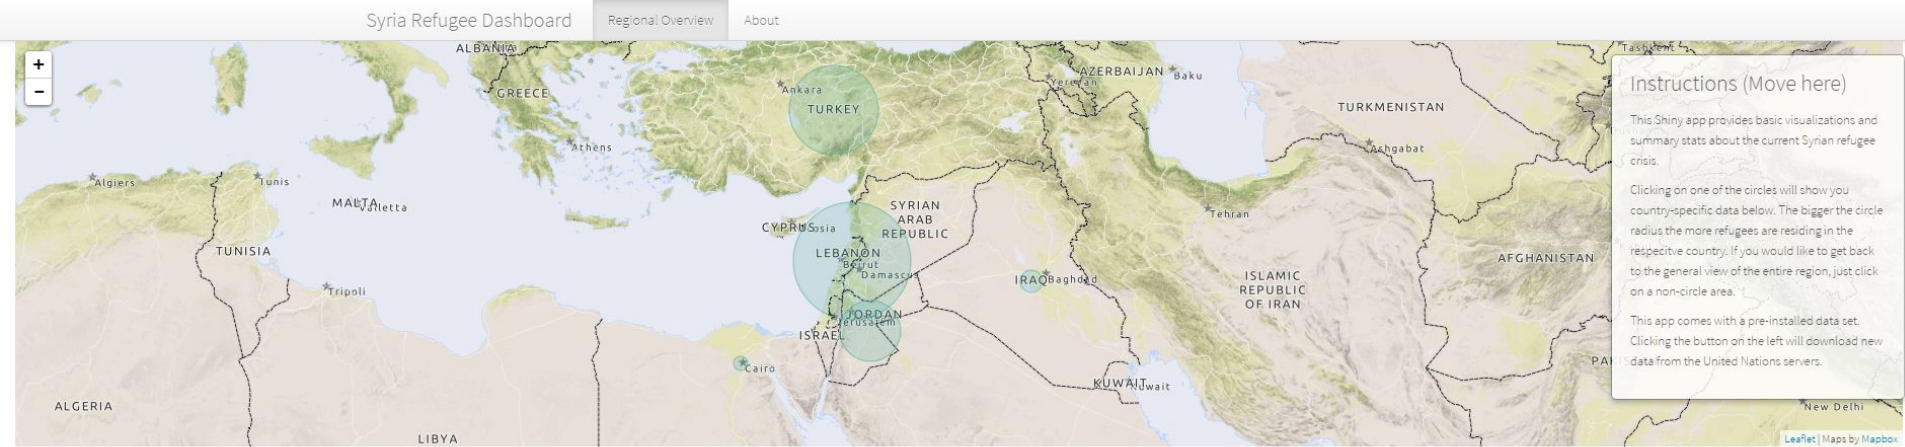 Syria Refugee Dashboard Regional Overview About
+
−
Instructions (Move here)
This Shiny app provides basic visualizations and
summary stats about the current Syrian refugee
crisis.
Clicking on one of the circles will show you
country-specific data below. The bigger the circle
radius the more refugees are residing in the
respecitve country. If you would like to get back
to the general view of the entire region, just click
on a non-circle area.
This app comes with a pre-installed data set.
Clicking the button on the left will download new
data from the United Nations servers.
ALBANIA
Tashkent
AZERBAIJAN
Baku
Yerevan
Ankara
GREECE
TURKEY
TURKMENISTAN
Athens
Ashgabat
Algiers
Tunis
MALTA
Valletta
SYRIAN
ARAB
REPUBLIC
Tehran
CYPRUS
TUNISIA
LEBANON
Beirut
Damascus
AFGHANISTAN
IRAQ
Baghdad
ISLAMIC
REPUBLIC
OF IRAN
Tripoli
JORDAN
Jerusalem
ISRAEL
Cairo
KUWAIT
Kuwait
ALGERIA
LIBYA
New Delhi
Leaflet | Maps by Mapbox